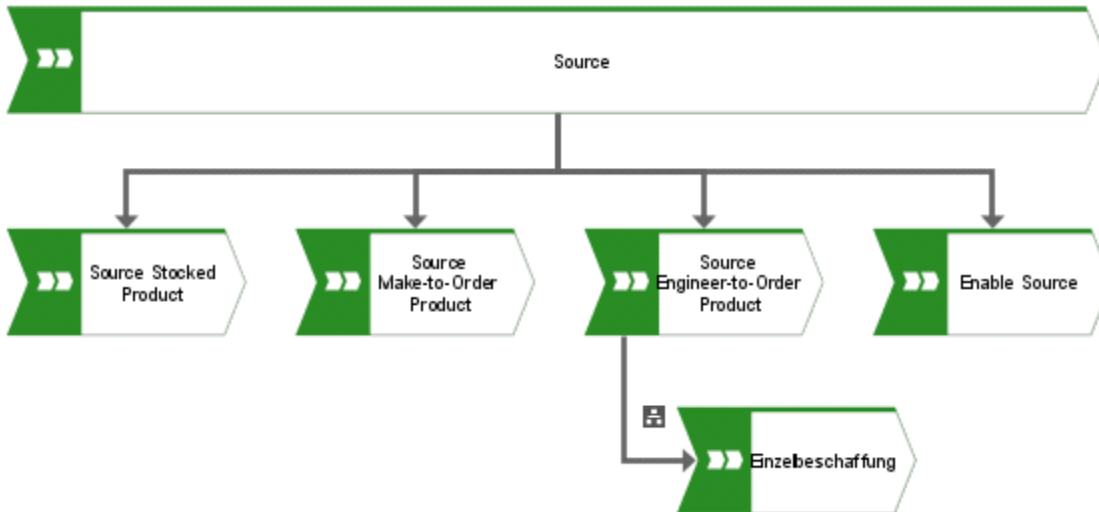 Source
Source Stocked
Product
Source
Make-to-Order
Product
Source
Engineer-to-Order
Product
Enable Source
Einzelbeschaffung